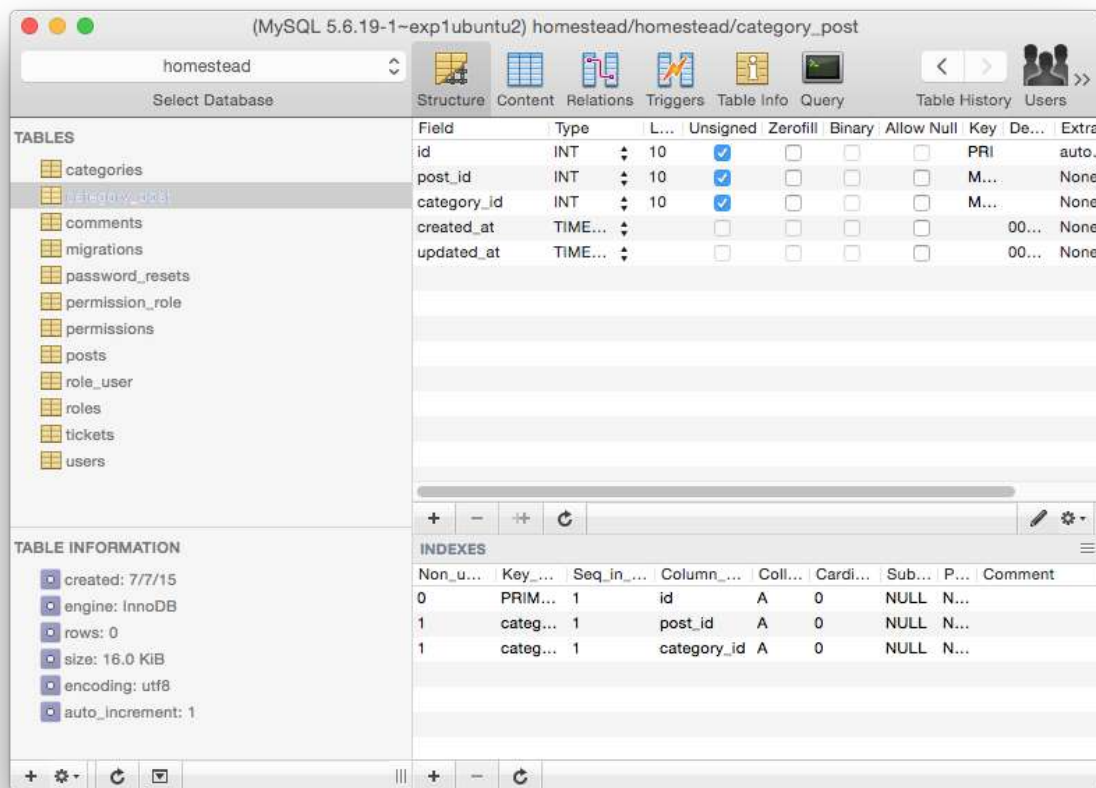 (MySQL 5.6.19-1~exp1ubuntu2) homestead/homestead/category_post
homestead
Select Database
Structure Content Relations Triggers Table Info Query Table History Users
TABLES
categories
category_post
comments
migrations
password_resets
permission_role
permissions
posts
role_user
roles
tickets
users
Field Type L... Unsigned Zerofill Binary Allow Null Key De... Extra
id INT 10 PRI auto.
post_id INT 10 M... None
category_id INT 10 M... None
created_at TIME... 00... None
updated_at TIME... 00... None
TABLE INFORMATION
created: 7/7/15
engine: InnoDB
rows: 0
size: 16.0 KiB
encoding: utf8
auto_increment: 1
INDEXES
Non_u... Key_... Seq_in_... Column_... Coll... Cardi... Sub... P... Comment
0 PRIM... 1 id A 0 NULL N...
1 categ... 1 post_id A 0 NULL N...
1 categ... 1 category_id A 0 NULL N...